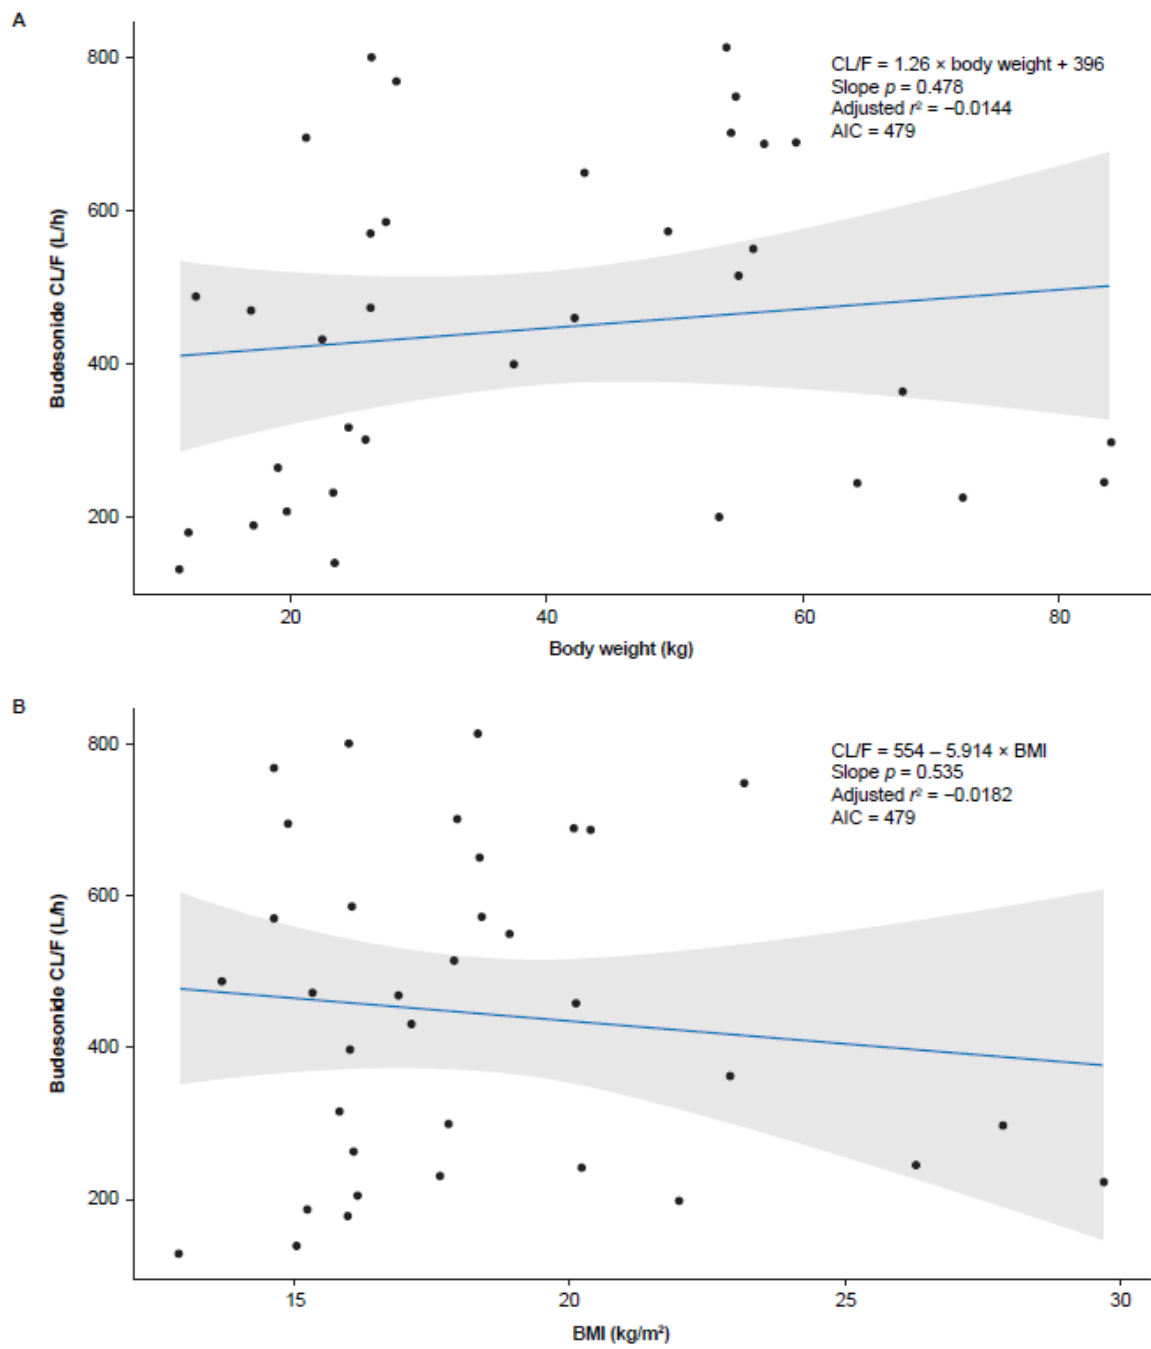 A
800
600
400
200
Budesonide CL/F (L/h)
CL/F = 1.26 × body weight + 396
Slope p = 0.478
Adjusted r² = −0.0144
AIC = 479
20
40
60
80
Body weight (kg)
B
800
600
400
200
Budesonide CL/F (L/h)
CL/F = 554 – 5.914 × BMI
Slope p = 0.535
Adjusted r² = −0.0182
AIC = 479
15
20
25
30
BMI (kg/m²)